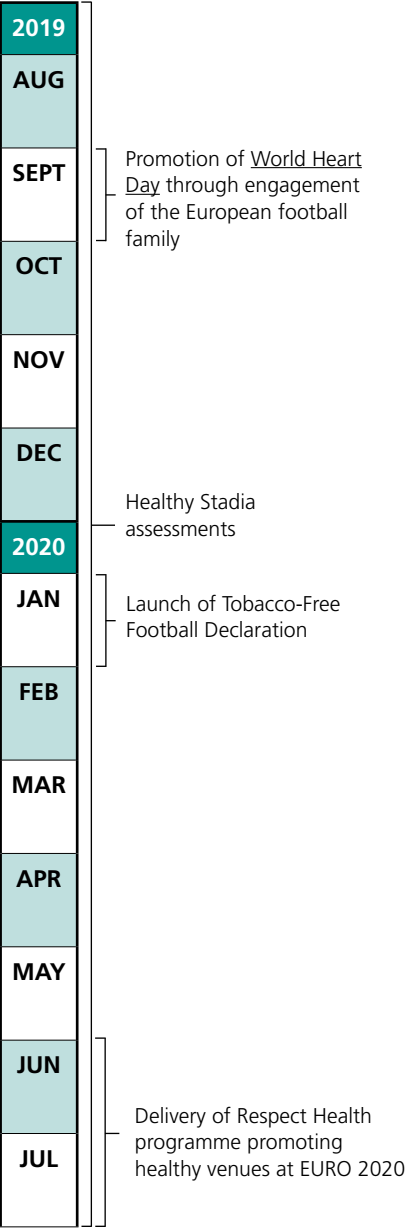 2019
AUG
SEPT
Promotion of World Heart
Day through engagement
of the European football
family
OCT
NOV
DEC
Healthy Stadia
assessments
2020
JAN
Launch of Tobacco-Free
Football Declaration
FEB
MAR
APR
MAY
JUN
Delivery of Respect Health
programme promoting
healthy venues at EURO 2020
JUL